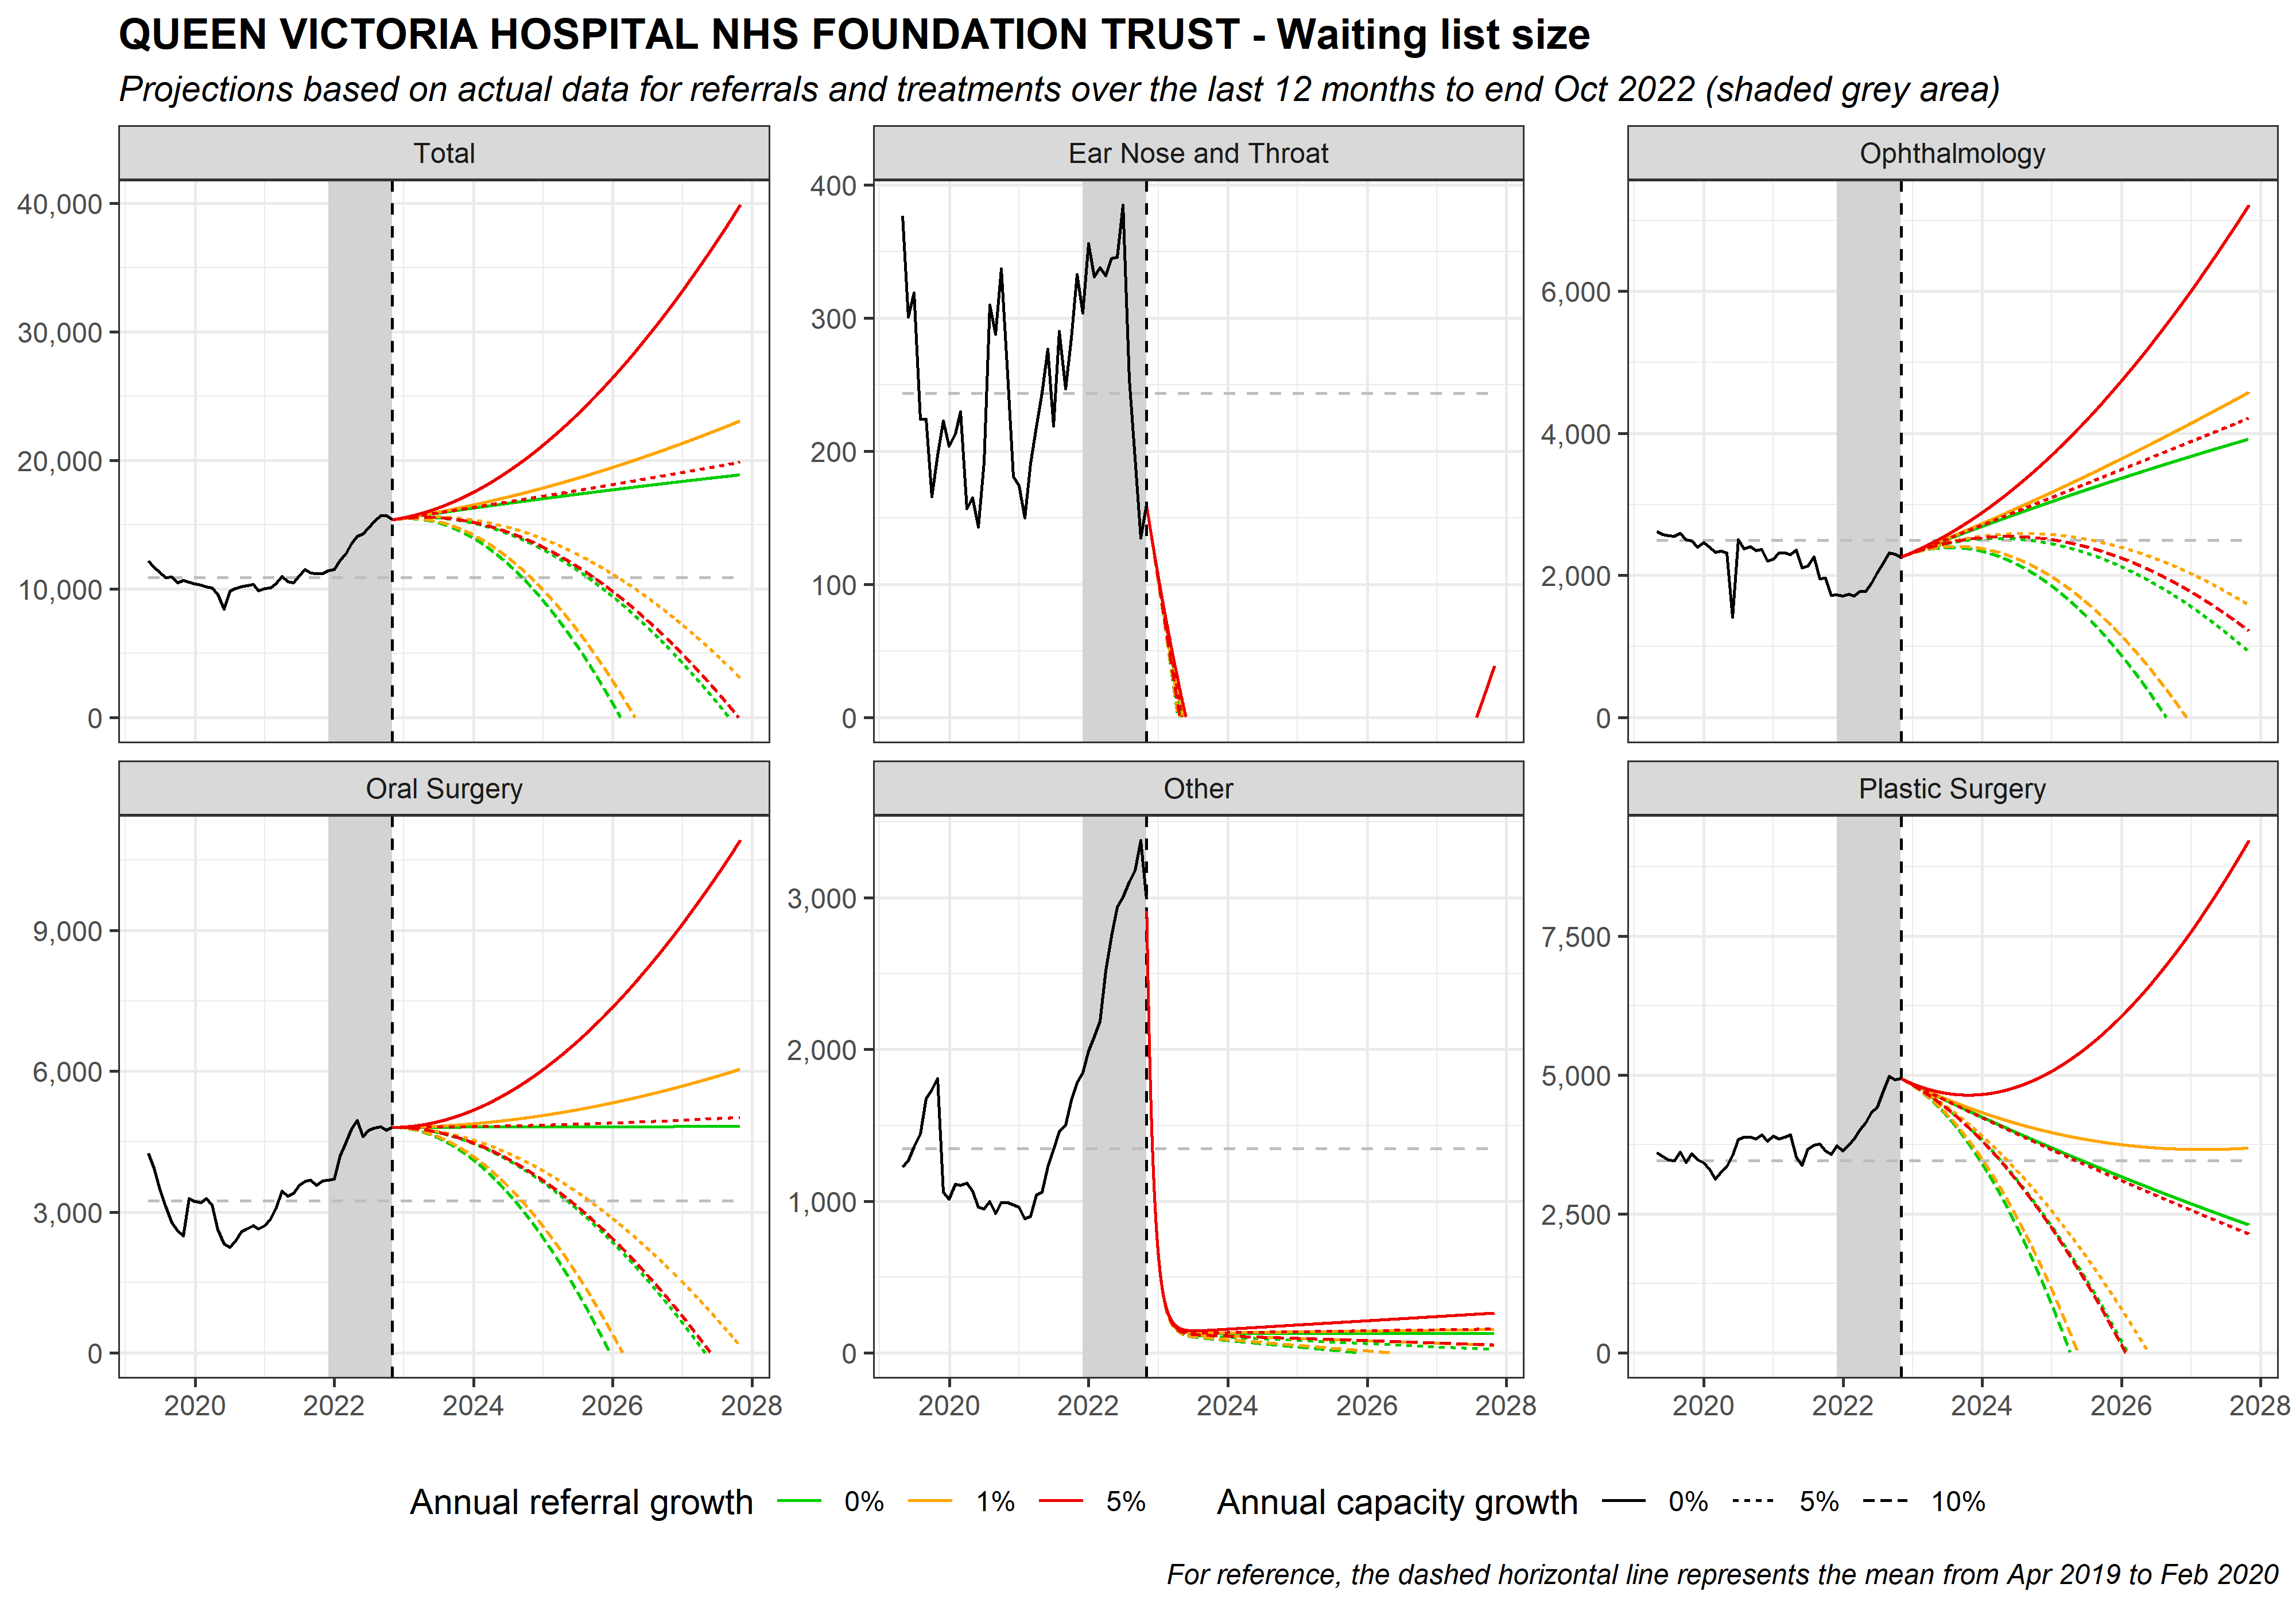 QUEEN VICTORIA HOSPITAL NHS FOUNDATION TRUST - Waiting list size
Projections based on actual data for referrals and treatments over the last 12 months to end Oct 2022 (shaded grey area)
Total
40,000
30,000
20,000
10,000
0
Ear Nose and Throat
400
300
200
100
0
Ophthalmology
6,000
4,000
2,000
0
Oral Surgery
9,000
6,000
3,000
0
2020 2022 2024 2026 2028
Other
3,000
2,000
1,000
0
2020 2022 2024 2026 2028
Plastic Surgery
7,500
5,000
2,500
0
2020 2022 2024 2026 2028
Annual referral growth 0% 1% 5% Annual capacity growth 0% 5% 10%
For reference, the dashed horizontal line represents the mean from Apr 2019 to Feb 2020